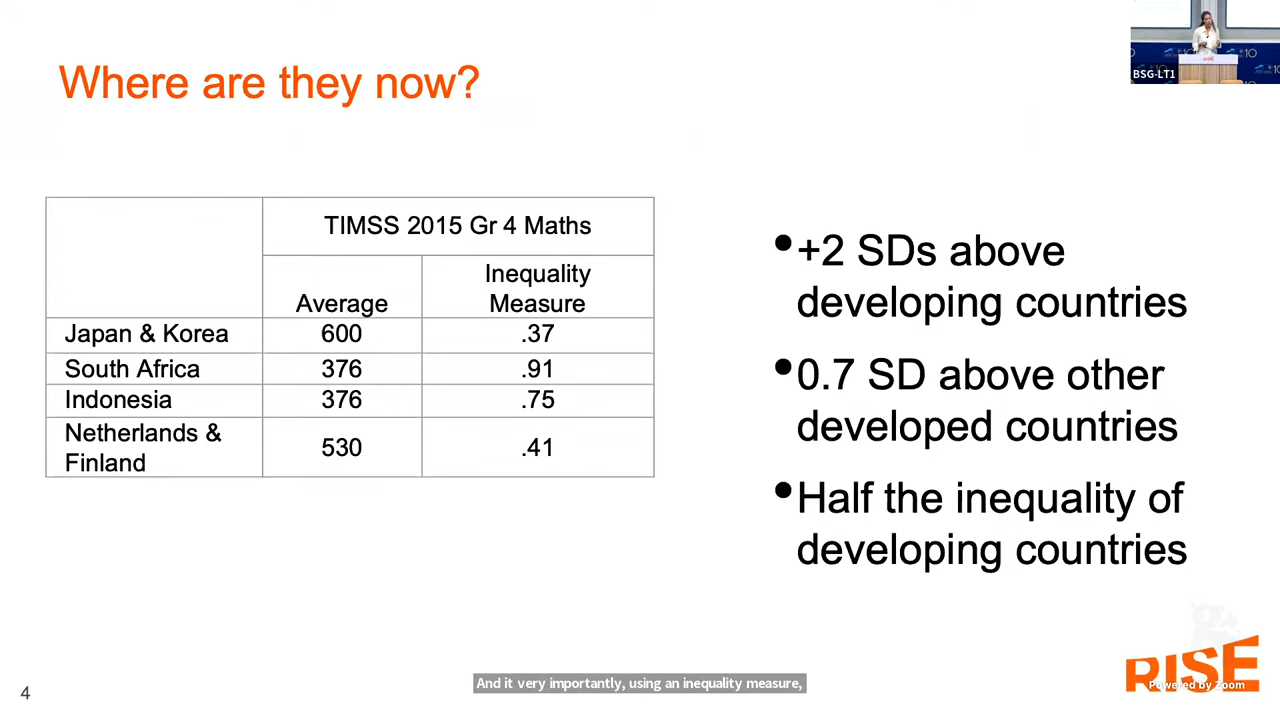 BSG-LT1
RISE
Where are they now?
TIMSS 2015 Gr 4 Maths
Average
Inequality
Measure
Japan & Korea 600 .37
South Africa 376 .91
Indonesia 376 .75
Netherlands &
Finland 530 .41
•+2 SDs above
developing countries
•0.7 SD above other
developed countries
•Half the inequality of
developing countries
And it very importantly, using an inequality measure,
RISE
Powered by Zoom
4